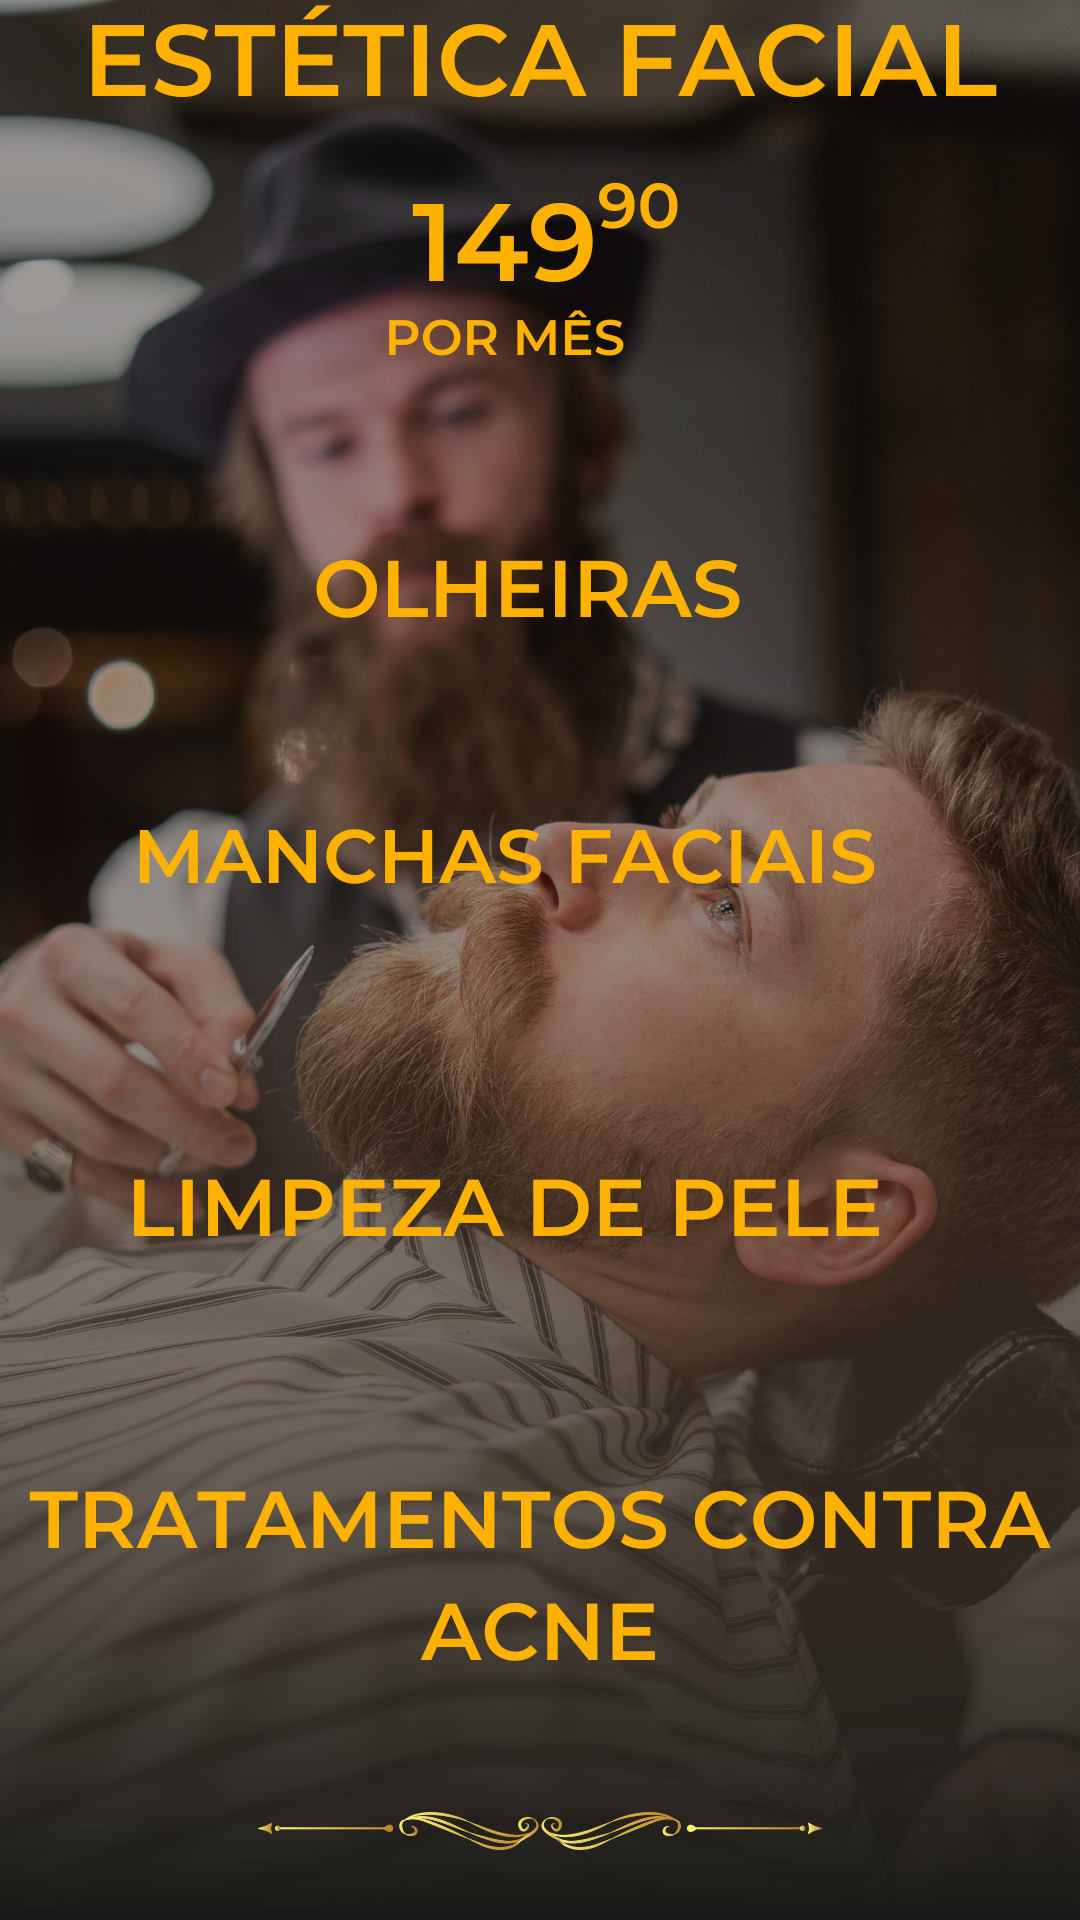 ESTÉTICA FACIAL
14990
POR MÊS
OLHEIRAS
MANCHAS FACIAIS
LIMPEZA DE PELE
TRATAMENTOS CONTRA
ACNE